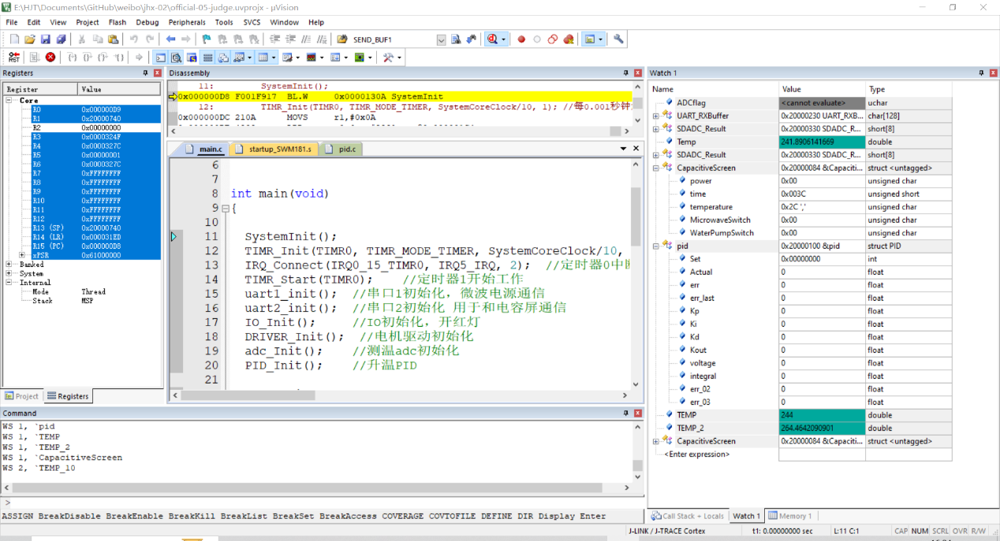 E:\HJT\Documents\GitHub\weibo\jhx-02\official-05-judge.uvprojx - µVision
File Edit View Project Flash Debug Peripherals Tools SVCS Window Help
SEND_BUF1
RST
Registers
Register Value
Core
R0 0x000000D9
R1 0x20000740
R2 0x00000000
R3 0x0000324F
R4 0x0000327C
R5 0x00000001
R6 0x0000327C
R7 0xFFFFFFFF
R8 0xFFFFFFFF
R9 0xFFFFFFFF
R10 0xFFFFFFFF
R11 0xFFFFFFFF
R12 0xFFFFFFFF
R13 (SP) 0x20000740
R14 (LR) 0x000031ED
R15 (PC) 0x000000D8
xPSR 0x61000000
Banked
System
Internal
Mode Thread
Stack MSP
Project Registers
Disassembly
11: SystemInit();
0x000000D8 F001F917 BL.W 0x0000130A SystemInit
12: TIMR_Init(TIMR0, TIMR_MODE_TIMER, SystemCoreClock/10, 1); //每0.001秒钟
0x000000DC 210A MOVS r1,#0x0A
main.c startup_SWM181.s pid.c
6
7
8 int main(void)
9 {
10
11 SystemInit();
12 TIMR_Init(TIMR0, TIMR_MODE_TIMER, SystemCoreClock/10,
13 IRQ_Connect(IRQ0_15_TIMR0, IRQ5_IRQ, 2); //定时器0中断
14 TIMR_Start(TIMR0); //定时器1开始工作
15 uart1_init(); //串口1初始化，微波电源通信
16 uart2_init(); //串口2初始化 用于和电容屏通信
17 IO_Init(); //IO初始化，开红灯
18 DRIVER_Init(); //电机驱动初始化
19 adc_Init(); //测温adc初始化
20 PID_Init(); //升温PID
21
Watch 1
Name Value Type
ADCflag <cannot evaluate> uchar
UART_RXBuffer 0x20000230 UART_RXB... char[128]
SDADC_Result 0x20000330 SDADC_R... short[8]
Temp 241.8906141669 double
SDADC_Result 0x20000330 SDADC_R... short[8]
CapacitiveScreen 0x20000084 &Capaciti... struct <untagged>
power 0x00 unsigned char
time 0x003C unsigned short
temperature 0x2C ',' unsigned char
MicrowaveSwitch 0x00 unsigned char
WaterPumpSwitch 0x00 unsigned char
pid 0x20000100 &pid struct PID
Set 0x00000000 int
Actual 0 float
err 0 float
err_last 0 float
Kp 0 float
Ki 0 float
Kd 0 float
Kout 0 float
voltage 0 float
integral 0 float
err_02 0 float
err_03 0 float
TEMP 244 double
TEMP_2 264.4642090901 double
CapacitiveScreen 0x20000084 &Capaciti... struct <untagged>
<Enter expression>
Command
WS 1, `pid
WS 1, `TEMP
WS 1, `TEMP_2
WS 1, `CapacitiveScreen
WS 2, `TEMP_10
>
ASSIGN BreakDisable BreakEnable BreakKill BreakList BreakSet BreakAccess COVERAGE COVTOFILE DEFINE DIR Display Enter
Call Stack + Locals Watch 1 Memory 1
J-LINK / J-TRACE Cortex t1: 0.00000000 sec L:11 C:1 CAP NUM SCRL OVR R/W